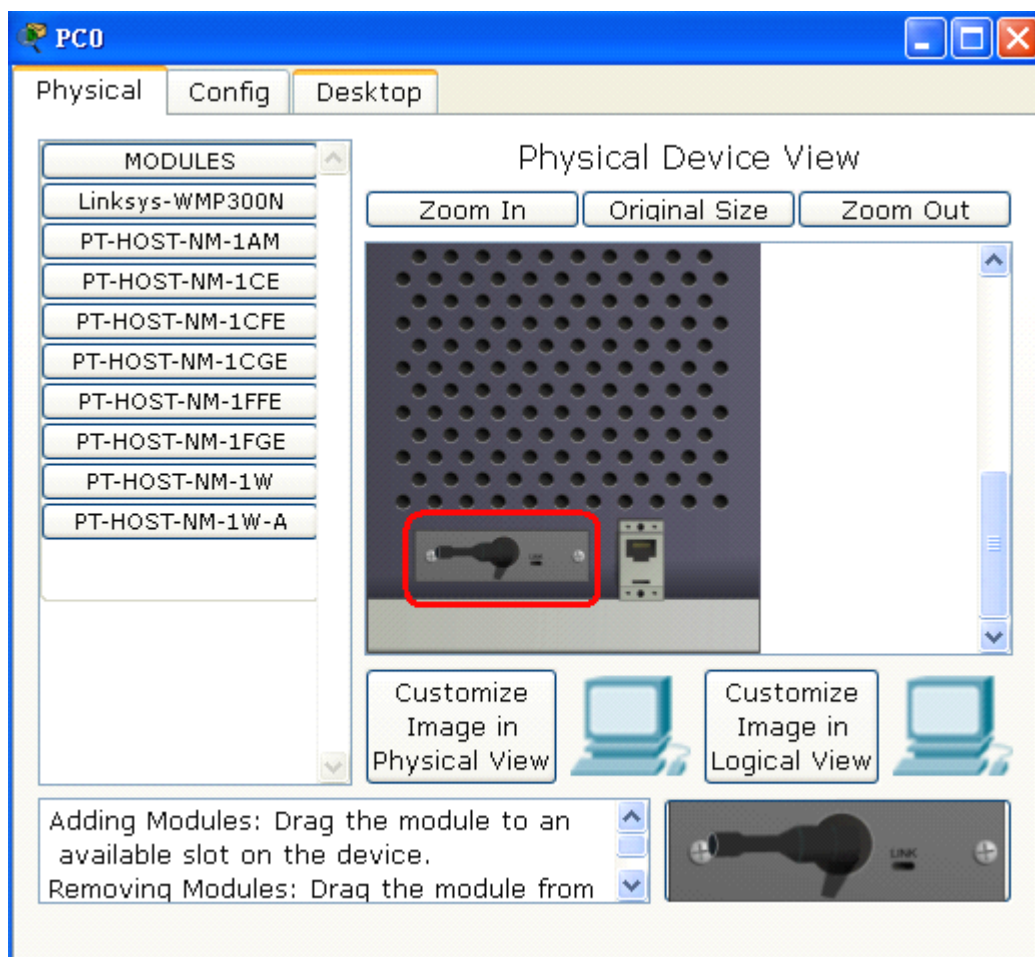 PC0
Physical Config Desktop
MODULES
Linksys-WMP300N
PT-HOST-NM-1AM
PT-HOST-NM-1CE
PT-HOST-NM-1CFE
PT-HOST-NM-1CGE
PT-HOST-NM-1FFE
PT-HOST-NM-1FGE
PT-HOST-NM-1W
PT-HOST-NM-1W-A
Physical Device View
Zoom In Original Size Zoom Out
LINK
Customize
Image in
Physical View
Customize
Image in
Logical View
Adding Modules: Drag the module to an
available slot on the device.
Removing Modules: Drag the module from
LINK